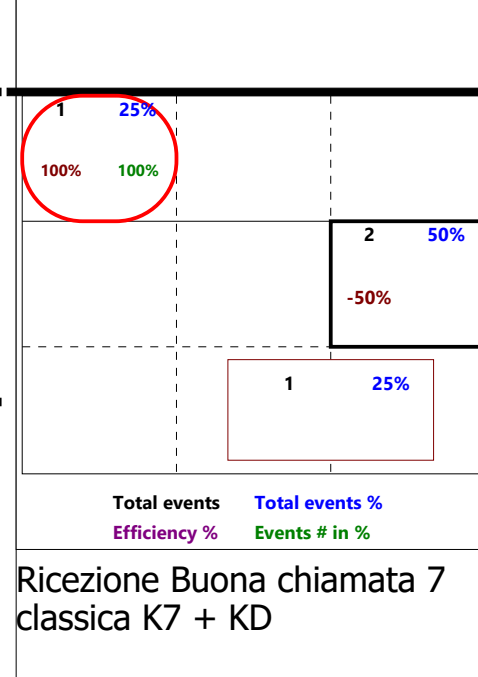 1 25%
100% 100%
2 50%
-50%
1 25%
Total events Total events %
Efficiency % Events # in %
Ricezione Buona chiamata 7
classica K7 + KD